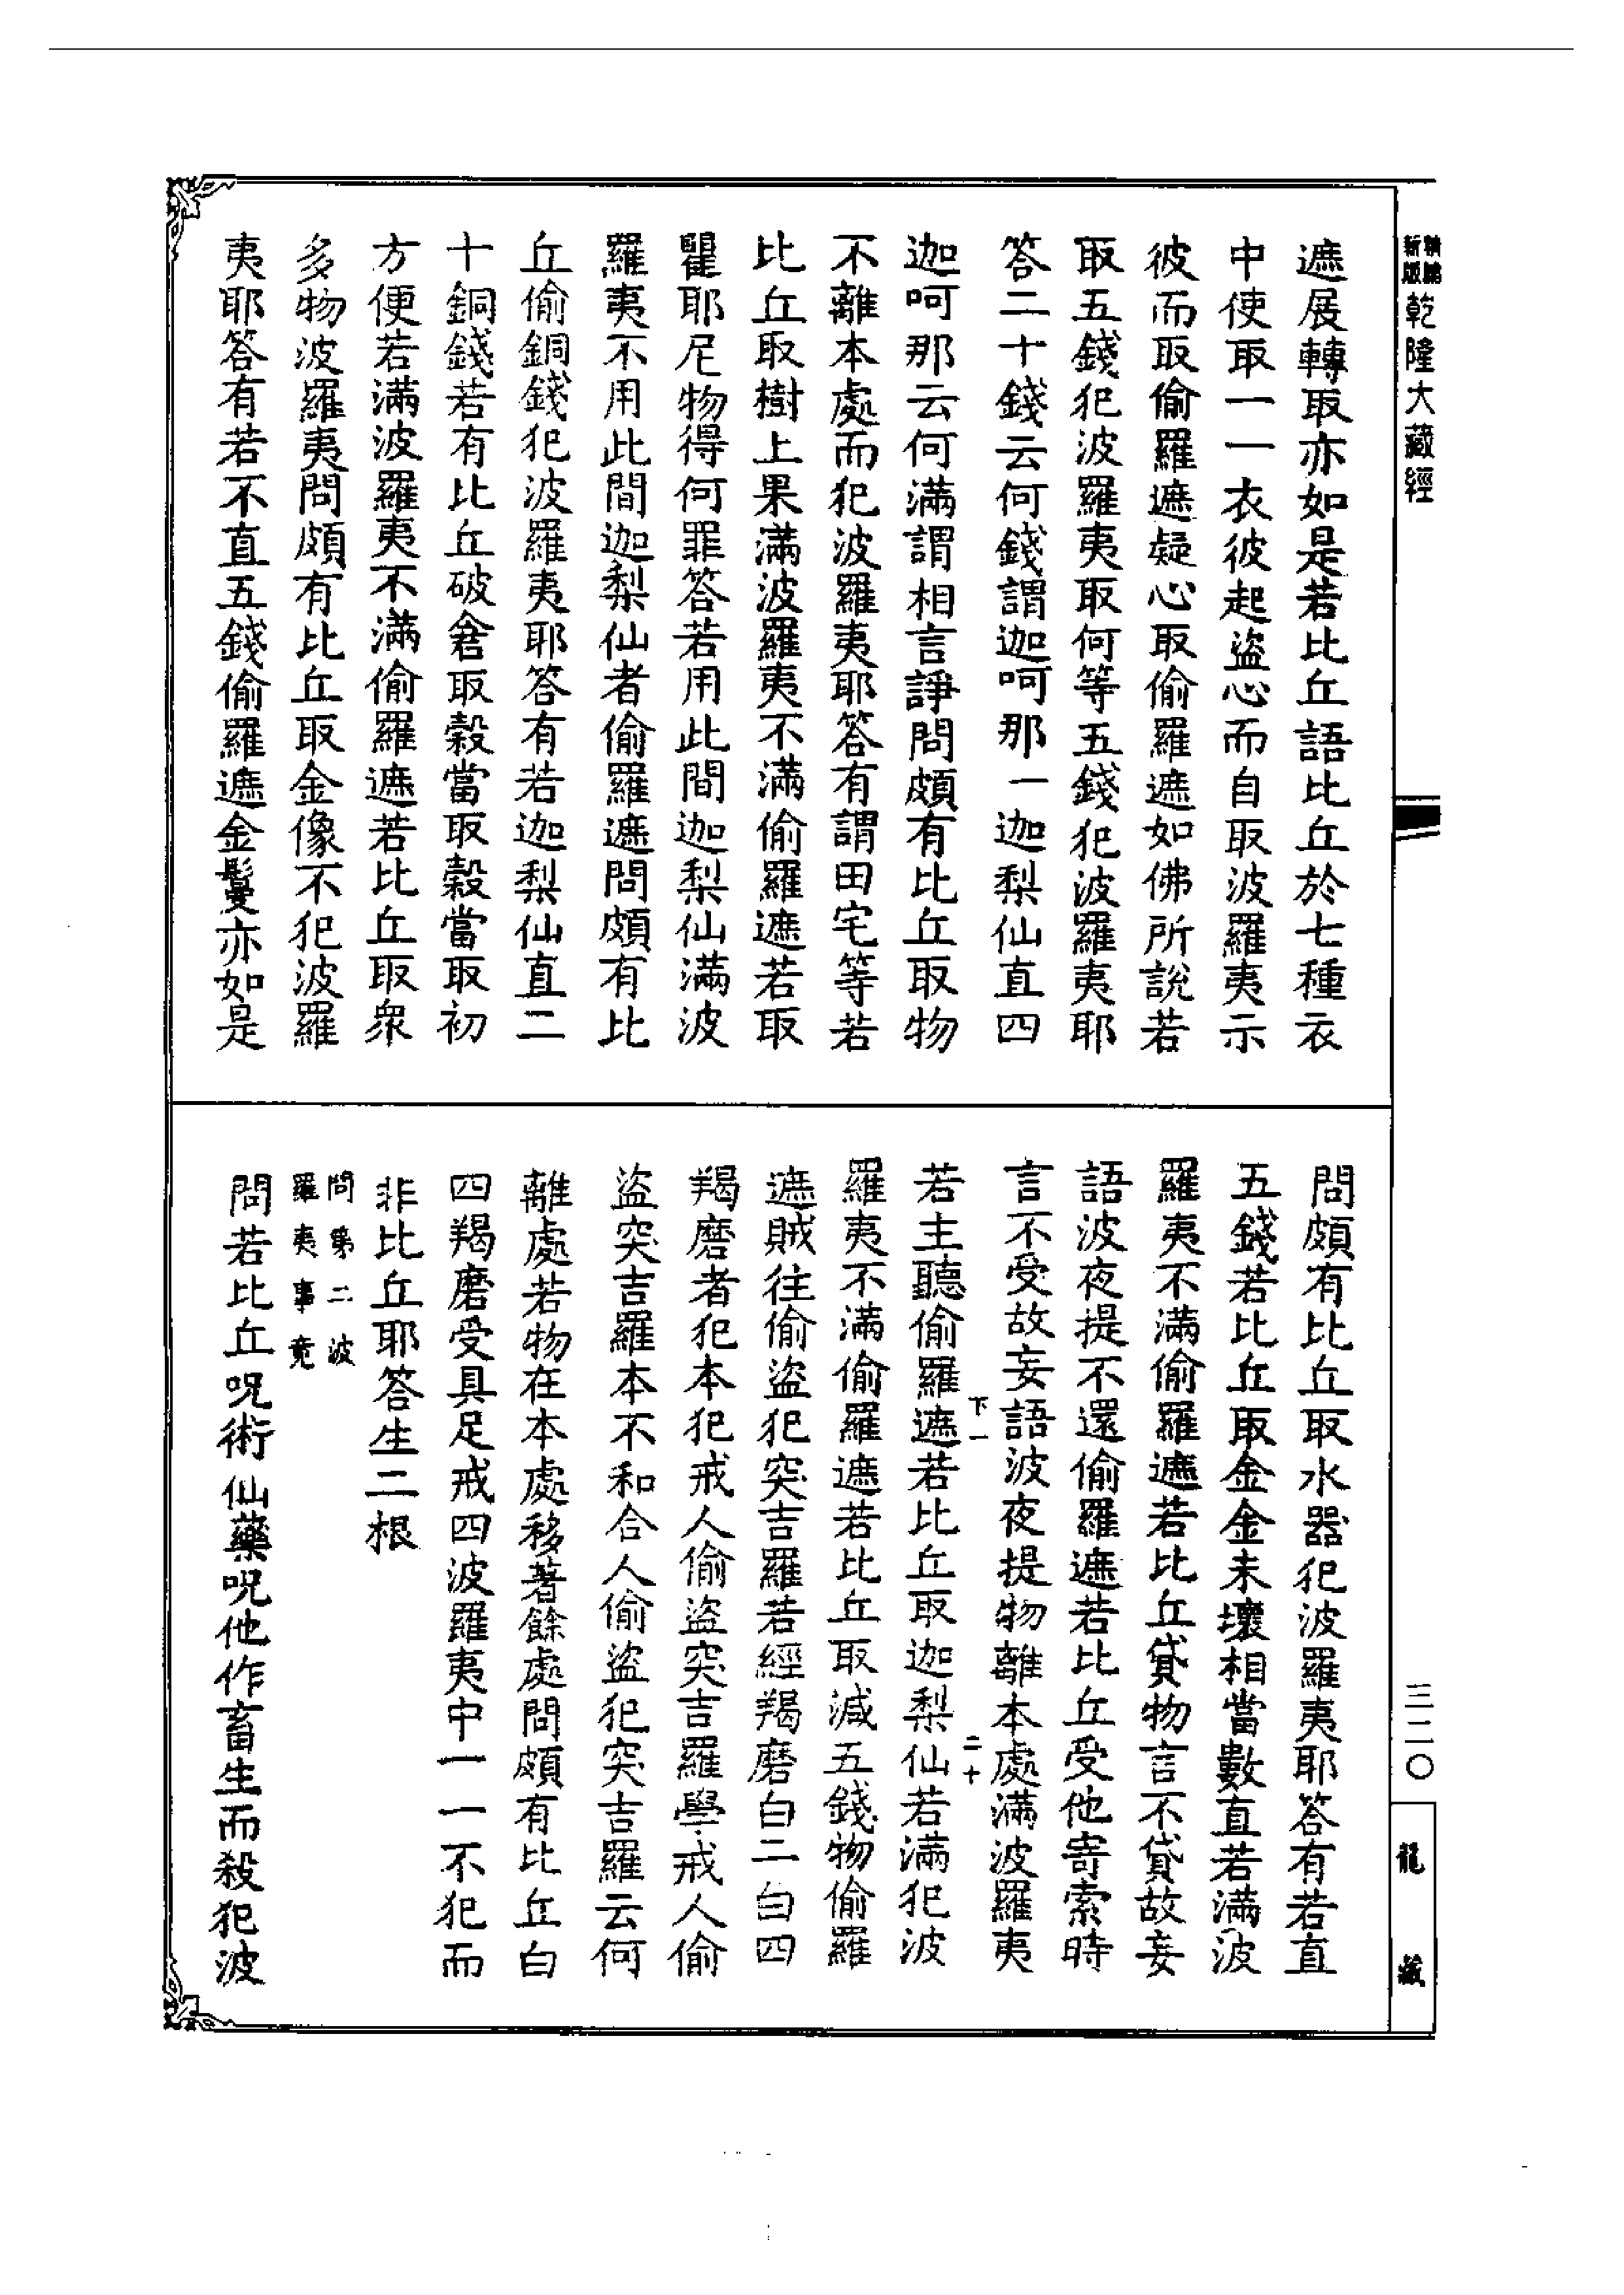 精編
新版
乾隆大藏經
遮展轉取亦如是若比丘語比丘於七種衣
中使取一一衣彼起盜心而自取波羅夷示
彼而取偷羅遮疑心取偷羅遮如佛所說若
取五錢犯波羅夷取何等五錢犯波羅夷耶
答二十錢云何錢謂迦呵那一迦梨仙直四
迦呵那云何滿謂相言諍問頗有比丘取物
不離本處而犯波羅夷耶答有謂田宅等若
比丘取樹上果滿波羅夷不滿偷羅遮若取
瞿耶尼物得何罪答若用此間迦梨仙滿波
羅夷不用此間迦梨仙者偷羅遮問頗有比
丘偷銅錢犯波羅夷耶答有若迦梨仙直二
十銅錢若有比丘破倉取穀當取穀當取初
方便若滿波羅夷不滿偷羅遮若比丘取眾
多物波羅夷問頗有比丘取金像不犯波羅
夷耶答有若不直五錢偷羅遮金鬘亦如是
問頗有比丘取水器犯波羅夷耶答有若直
五錢若比丘取金金未壞相當數直若滿波
羅夷不滿偷羅遮若比丘貸物言不貸故妄
語波夜提不還偷羅遮若比丘受他寄索時
言不受故妄語波夜提物離本處滿波羅夷
下一
二十
若主聽偷羅遮若比丘取迦梨仙若滿犯波
羅夷不滿偷羅遮若比丘取減五錢物偷羅
遮賊往偷盜犯突吉羅若經羯磨白二白四
羯磨者犯本犯戒人偷盜突吉羅學戒人偷
盜突吉羅本不和合人偷盜犯突吉羅云何
離處若物在本處移著餘處問頗有比丘白
四羯磨受具足戒四波羅夷中一一不犯而
非比丘耶答生二根
問第二波
羅夷事竟
問若比丘呪術仙藥呪他作畜生而殺犯波
三二〇
龍藏